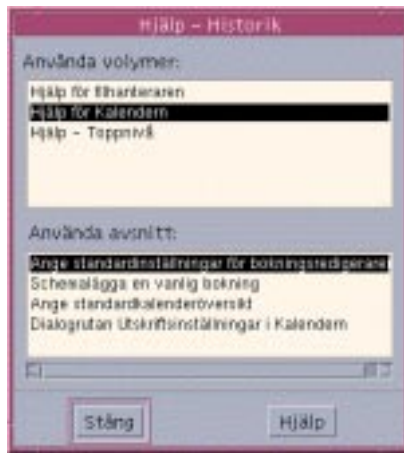 Hjälp – Historik
Använda volymer:
Hjälp för filhanteraren
Hjälp för Kalendern
Hjälp – Toppnivå
Använda avsnitt:
Ange standardinställningar för bokningsredigerare
Schemalägga en vanlig bokning
Ange standardkalenderöversikt
Dialogrutan Utskriftsinställningar i Kalendern
Stäng
Hjälp